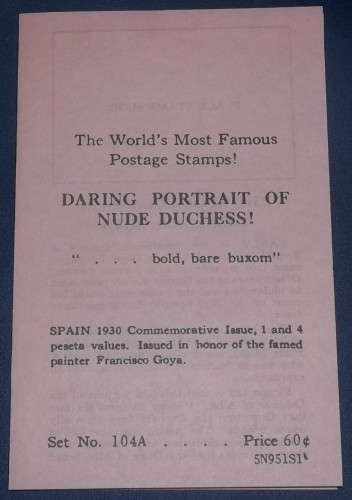 The World's Most Famous
Postage Stamps!
DARING PORTRAIT OF
NUDE DUCHESS!
". . . bold, bare buxom"
SPAIN 1930 Commemorative Issue, 1 and 4
peseta values. Issued in honor of the famed
painter Francisco Goya.
Set No. 104A . . . . Price 60¢
5N951S1